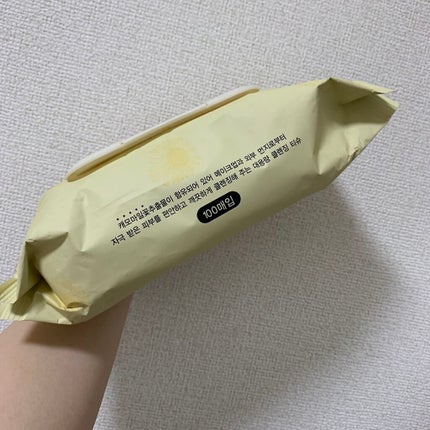 캐모마일꽃추출물이 함유되어 있어 메이크업과 외부 먼지로부터
자극 받은 피부를 편안하고 깨끗하게 클렌징해 주는 대용량 클렌징 티슈
100매입